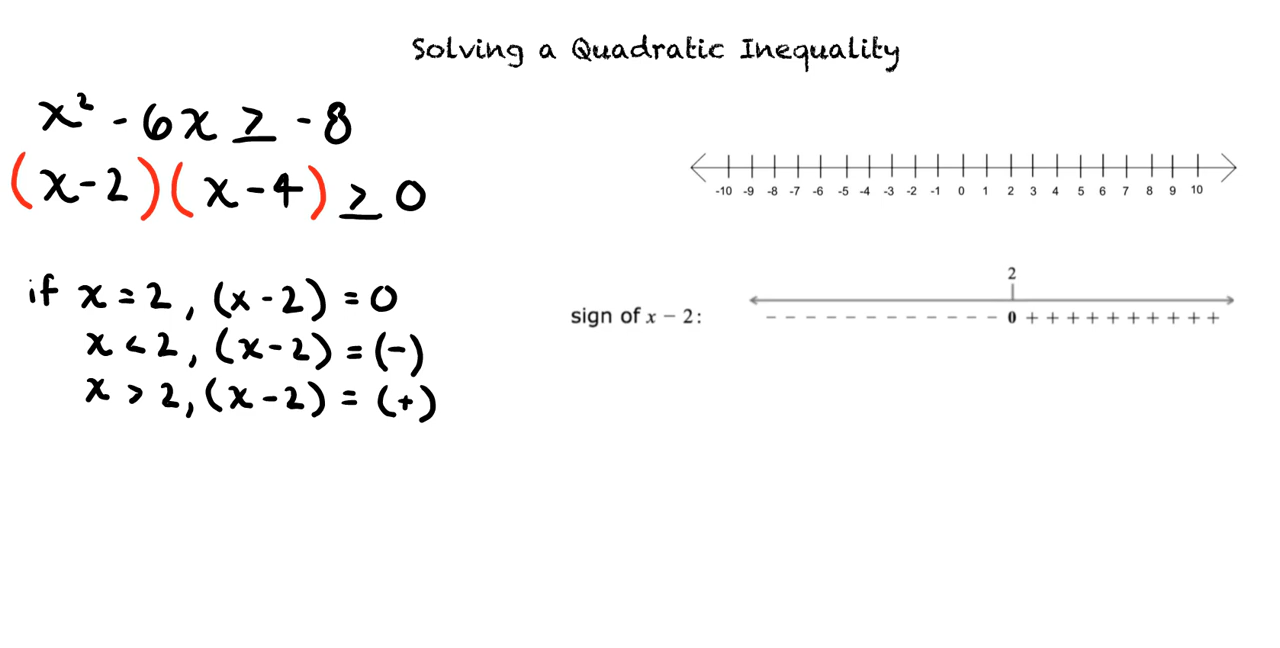 Solving a Quadratic Inequality
x² - 6x ≥ -8
(x-2)(x-4) ≥ 0
-10 -9 -8 -7 -6 -5 -4 -3 -2 -1 0 1 2 3 4 5 6 7 8 9 10
if x = 2, (x-2) = 0
x < 2, (x-2) = (-)
x > 2, (x-2) = (+)
2
sign of x − 2:
− − − − − − − − − − − − 0 + + + + + + + + + +